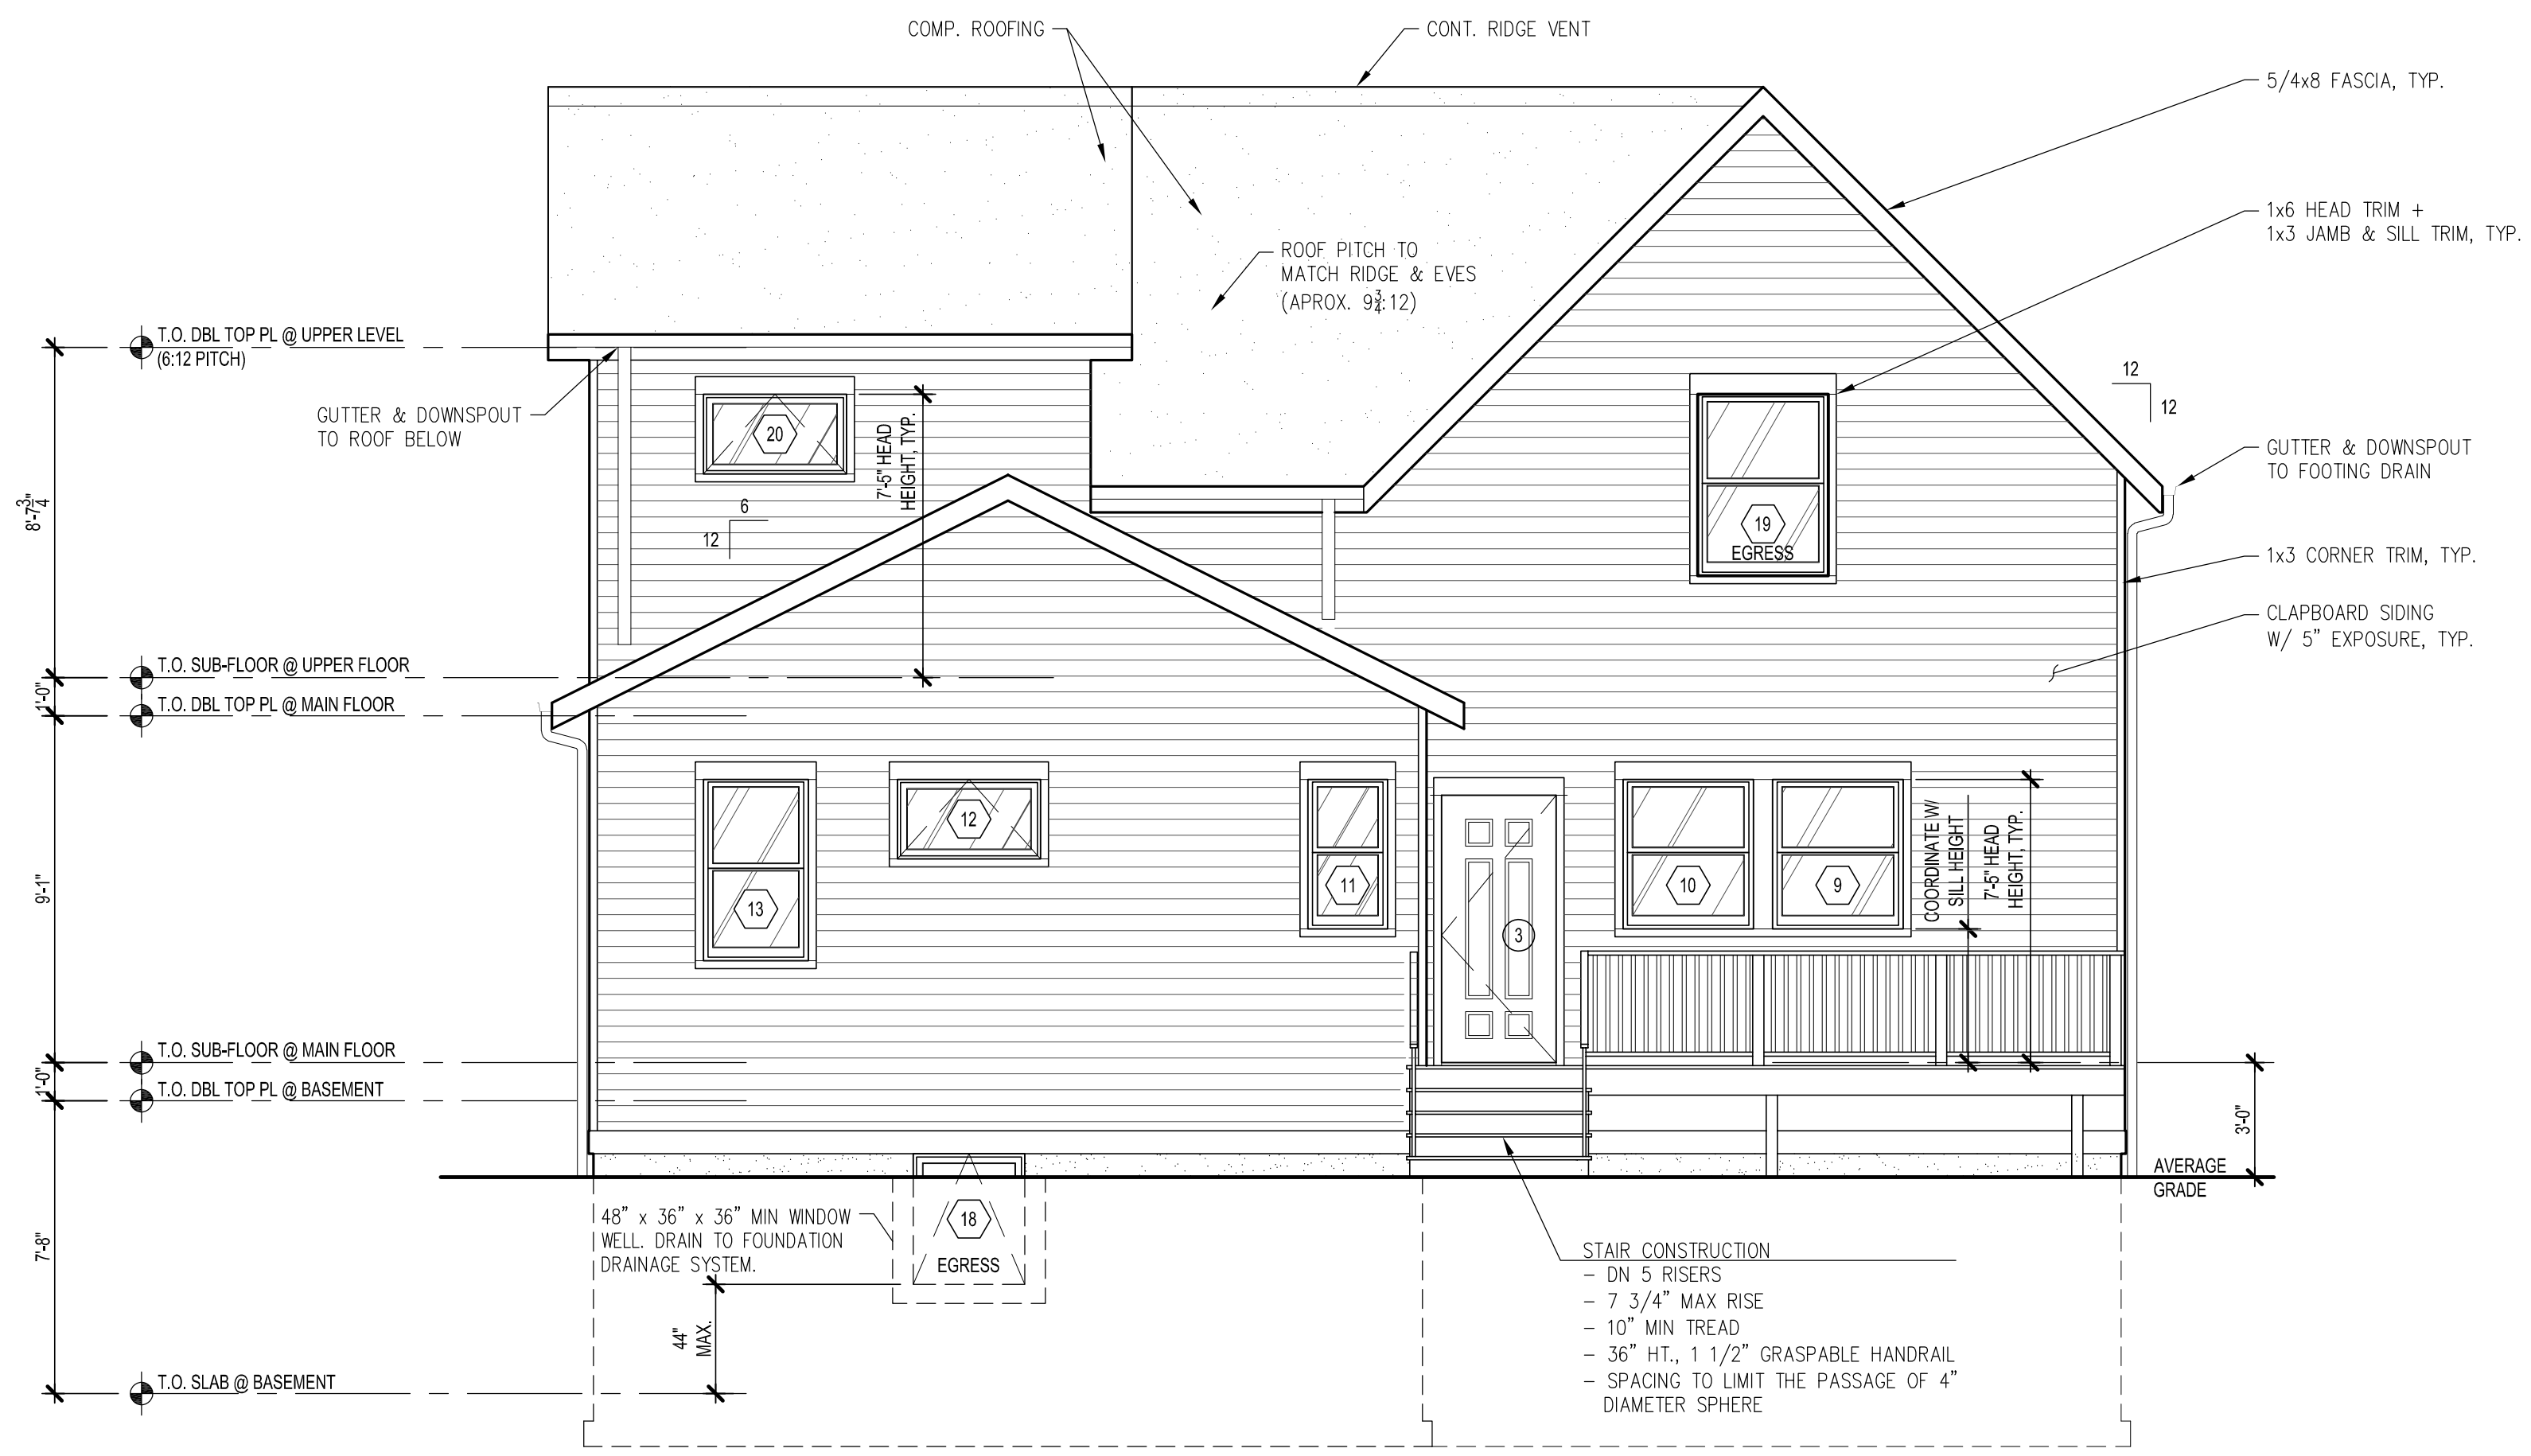 COMP. ROOFING
CONT. RIDGE VENT
5/4x8 FASCIA, TYP.
1x6 HEAD TRIM +
1x3 JAMB & SILL TRIM, TYP.
ROOF PITCH TO
MATCH RIDGE & EVES
(APROX. 9 3/4:12)
T.O. DBL TOP PL @ UPPER LEVEL
(6:12 PITCH)
12
12
GUTTER & DOWNSPOUT
TO ROOF BELOW
20
7'-5" HEAD
HEIGHT, TYP.
GUTTER & DOWNSPOUT
TO FOOTING DRAIN
8'-7 3/4"
6
12
19
EGRESS
1x3 CORNER TRIM, TYP.
CLAPBOARD SIDING
W/ 5" EXPOSURE, TYP.
T.O. SUB-FLOOR @ UPPER FLOOR
1'-0"
T.O. DBL TOP PL @ MAIN FLOOR
9'-1"
13
12
11
3
10
9
COORDINATE W/
SILL HEIGHT
7'-5" HEAD
HEIGHT, TYP.
T.O. SUB-FLOOR @ MAIN FLOOR
1'-0"
T.O. DBL TOP PL @ BASEMENT
3'-0"
AVERAGE
GRADE
7'-8"
48" x 36" x 36" MIN WINDOW
WELL. DRAIN TO FOUNDATION
DRAINAGE SYSTEM.
18
EGRESS
44"
MAX.
T.O. SLAB @ BASEMENT
STAIR CONSTRUCTION
- DN 5 RISERS
- 7 3/4" MAX RISE
- 10" MIN TREAD
- 36" HT., 1 1/2" GRASPABLE HANDRAIL
- SPACING TO LIMIT THE PASSAGE OF 4"
DIAMETER SPHERE